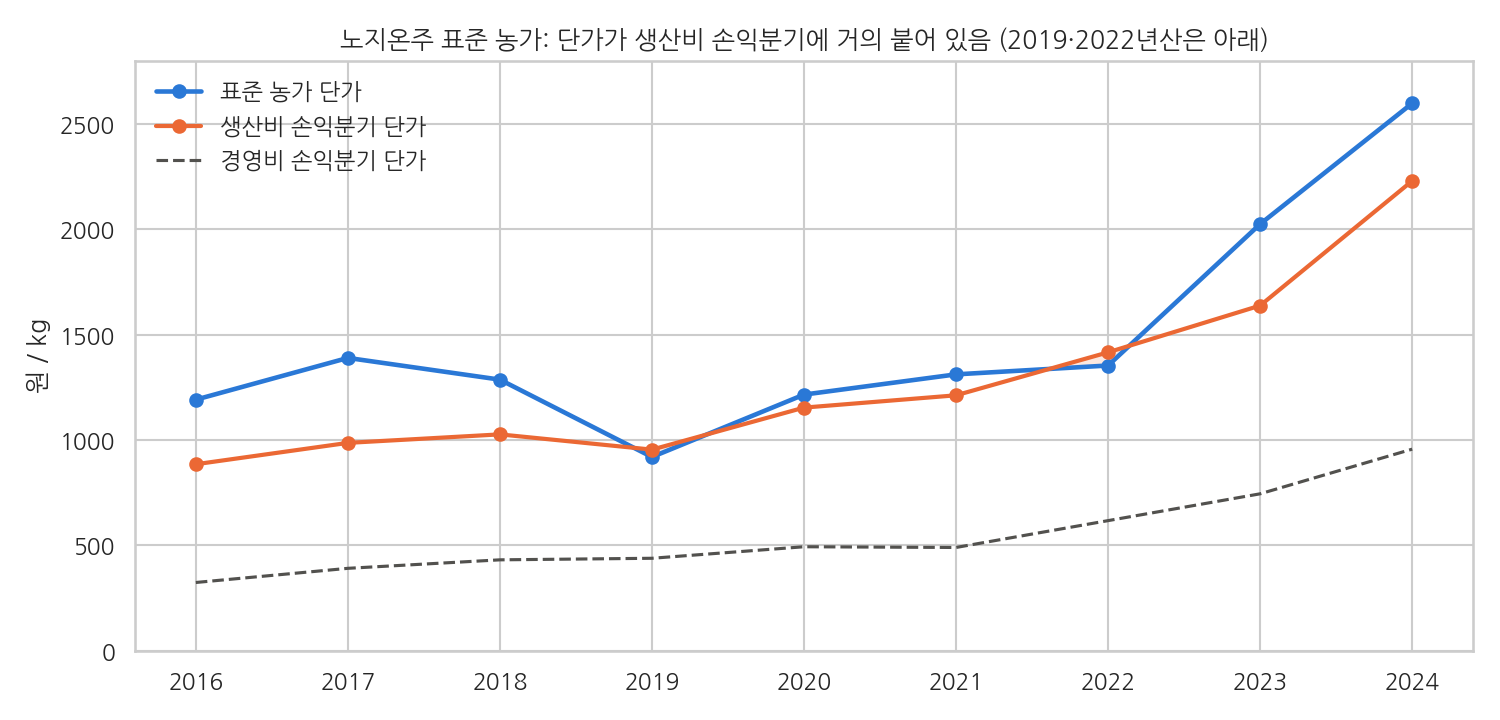 노지온주 표준 농가: 단가가 생산비 손익분기에 거의 붙어 있음 (2019·2022년산은 아래)
표준 농가 단가
생산비 손익분기 단가
경영비 손익분기 단가
원 / kg
2500
2000
1500
1000
500
0
2016 2017 2018 2019 2020 2021 2022 2023 2024